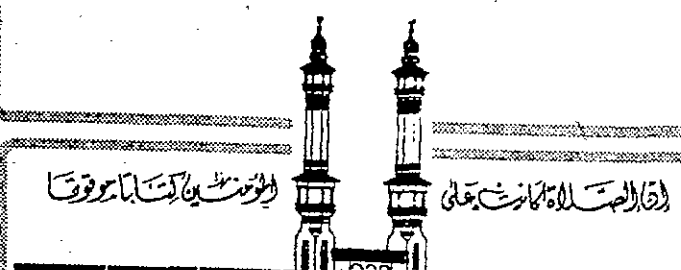 إن الصلاة كانت على المؤمنين كتابا موقوتا